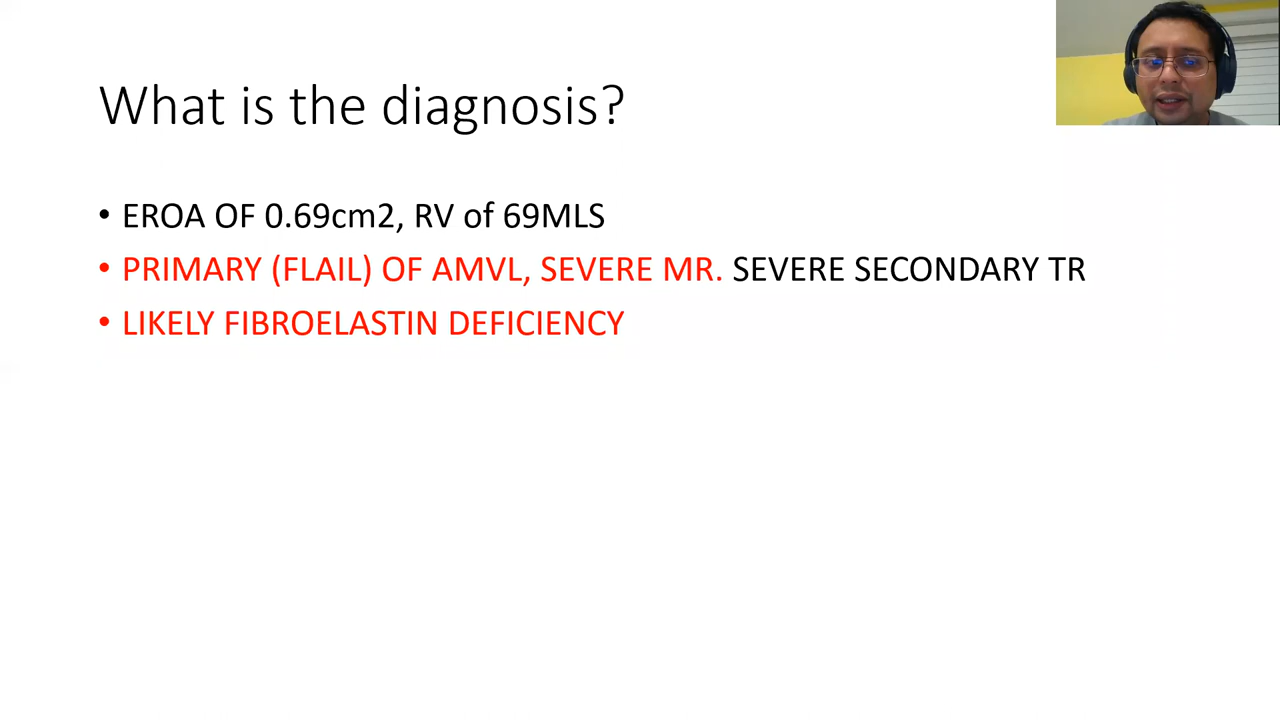 What is the diagnosis?
• EROA OF 0.69cm2, RV of 69MLS
• PRIMARY (FLAIL) OF AMVL, SEVERE MR. SEVERE SECONDARY TR
• LIKELY FIBROELASTIN DEFICIENCY